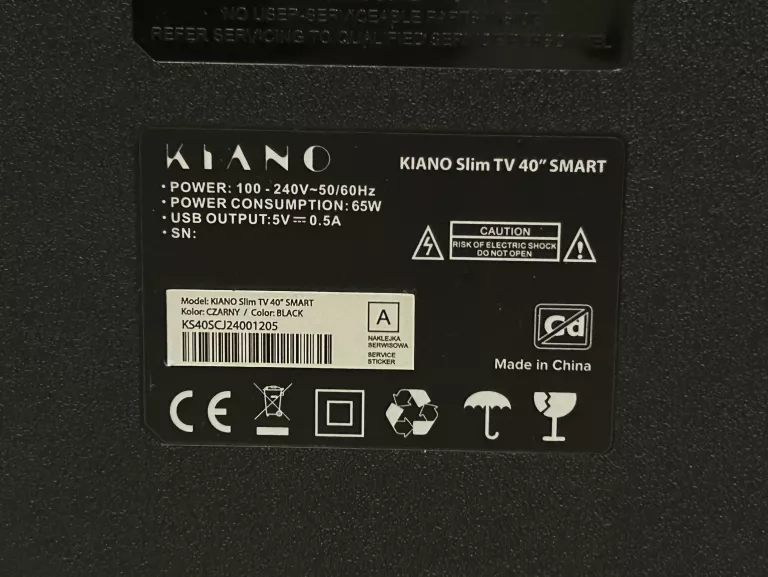 NO USER-SERVICEABLE PARTS INSIDE
REFER SERVICING TO QUALIFIED SERVICE PERSONNEL
KIANO
KIANO Slim TV 40” SMART
• POWER: 100 - 240V~50/60Hz
• POWER CONSUMPTION: 65W
• USB OUTPUT:5V ⎓ 0.5A
• SN:
CAUTION
RISK OF ELECTRIC SHOCK
DO NOT OPEN
Model: KIANO Slim TV 40” SMART
Kolor: CZARNY / Color: BLACK
KS40SCJ24001205
A
NAKLEJKA
SERWISOWA
SERVICE
STICKER
Cd
Made in China
CE